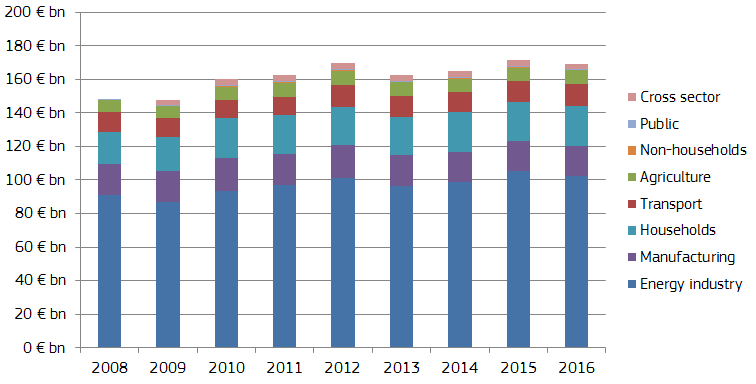 200 € bn
180 € bn
160 € bn
140 € bn
120 € bn
100 € bn
80 € bn
60 € bn
40 € bn
20 € bn
0 € bn
2008 2009 2010 2011 2012 2013 2014 2015 2016
Cross sector
Public
Non-households
Agriculture
Transport
Households
Manufacturing
Energy industry